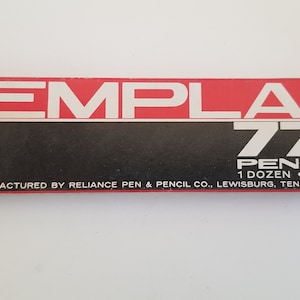 EMPLA
77
PEN
1 DOZEN
ACTURED BY RELIANCE PEN & PENCIL CO., LEWISBURG, TEN